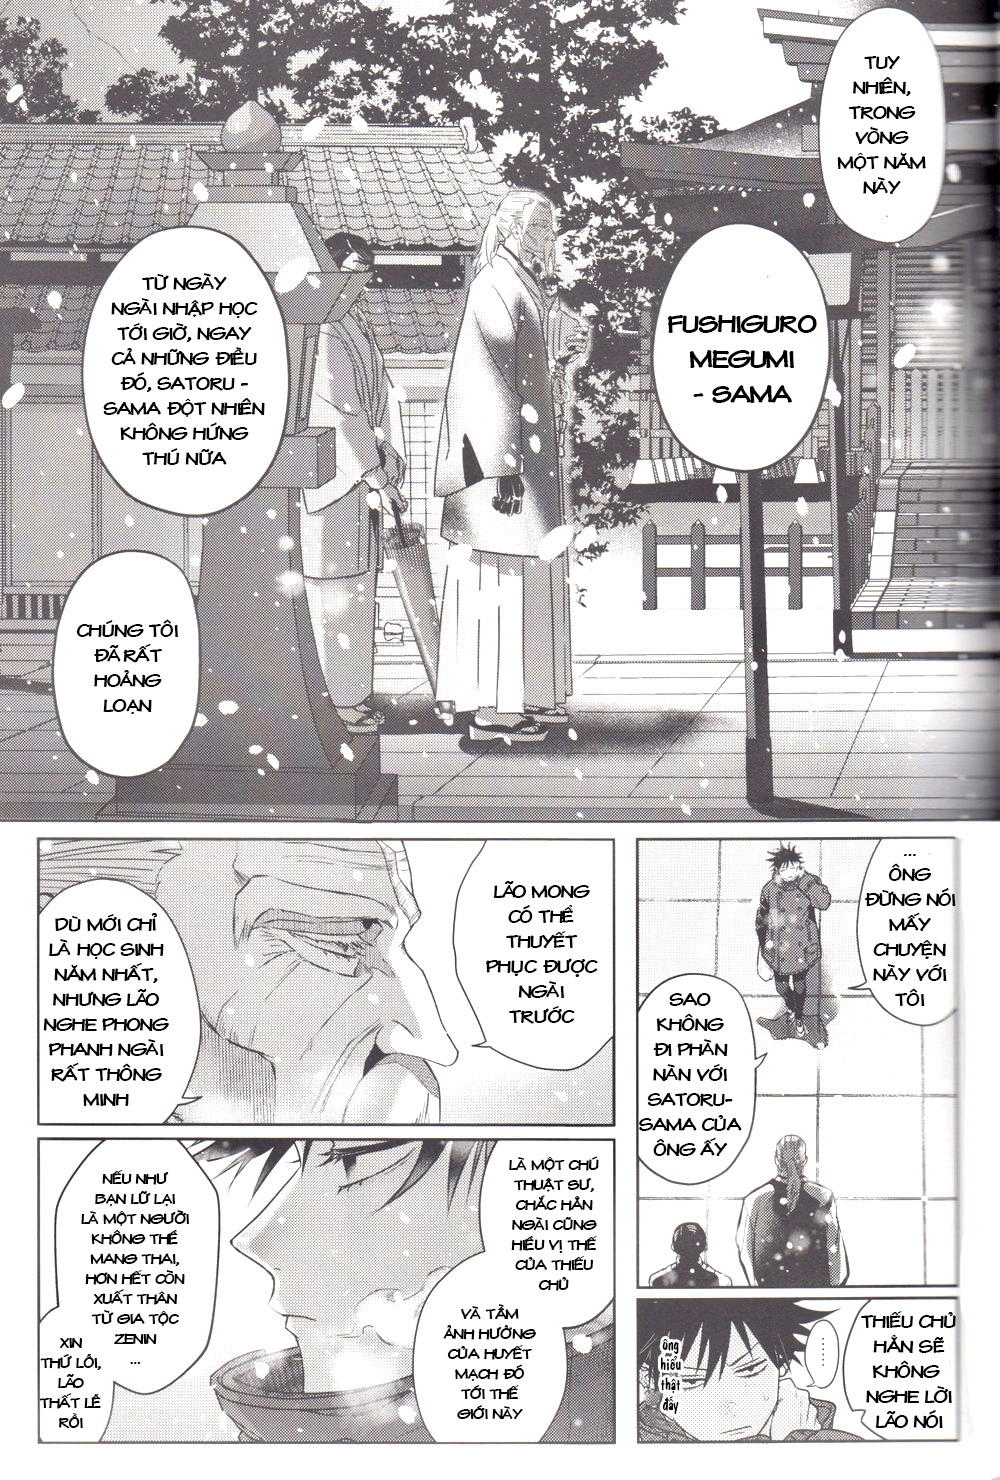 TUY
NHIÊN,
TRONG
VÒNG
MỘT NĂM
NÀY
FUSHIGURO
MEGUMI
- SAMA
TỪ NGÀY
NGÀI NHẬP HỌC
TỚI GIỜ, NGAY
CẢ NHỮNG ĐIỀU
ĐÓ, SATORU -
SAMA ĐỘT NHIÊN
KHÔNG HỨNG
THÚ NỮA
CHÚNG TÔI
ĐÃ RẤT
HOẢNG
LOẠN
...
ÔNG
ĐỪNG NÓI
MẤY
CHUYỆN
NÀY VỚI
TÔI
SAO
KHÔNG
ĐI PHÀN
NÀN VỚI
SATORU-
SAMA CỦA
ÔNG ẤY
THIẾU CHỦ
HẲN SẼ
KHÔNG
NGHE LỜI
LÃO NÓI
......
ông
hiểu
thật
đấy
LÃO MONG
CÓ THỂ
THUYẾT
PHỤC ĐƯỢC
NGÀI
TRƯỚC
DÙ MỚI CHỈ
LÀ HỌC SINH
NĂM NHẤT,
NHƯNG LÃO
NGHE PHONG
PHANH NGÀI
RẤT THÔNG
MINH
LÀ MỘT CHÚ
THUẬT SƯ,
CHẮC HẲN
NGÀI CŨNG
HIỂU VỊ THẾ
CỦA THIẾU
CHỦ
VÀ TẦM
ẢNH HƯỞNG
CỦA HUYẾT
MẠCH ĐÓ
TỚI THẾ
GIỚI NÀY
NẾU NHƯ
BẠN LỮ LẠI
LÀ MỘT NGƯỜI
KHÔNG THỂ
MANG THAI,
HƠN HẾT CÒN
XUẤT THÂN
TỪ GIA TỘC
ZENIN
...
XIN
THỨ LỖI,
LÃO
THẤT LỄ
RỒI